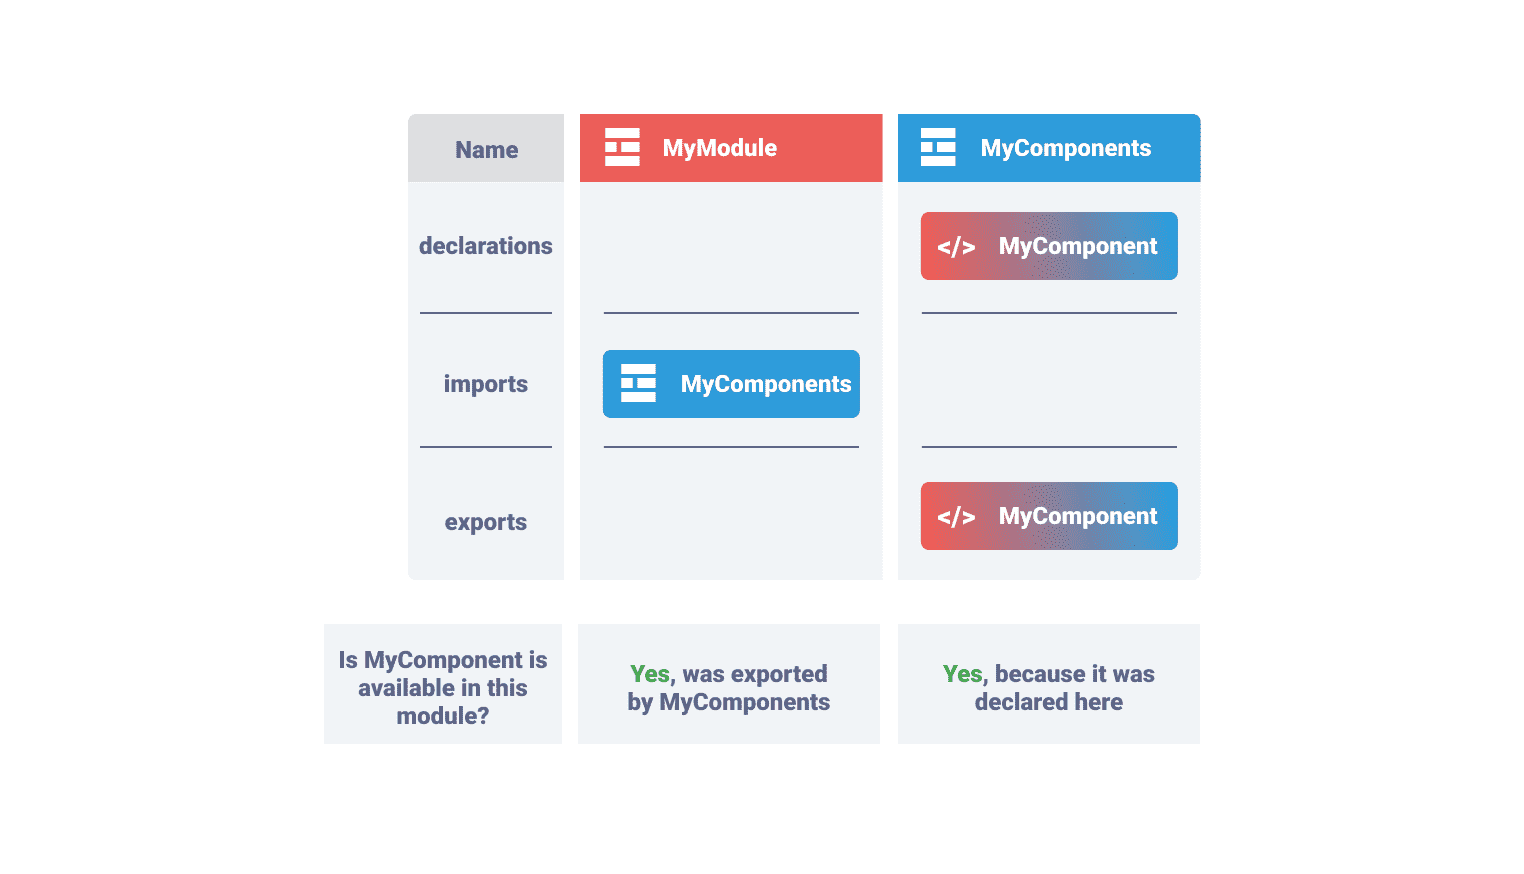 Name
MyModule
MyComponents
declarations
</> MyComponent
imports
MyComponents
exports
</> MyComponent
Is MyComponent is
available in this
module?
Yes, was exported
by MyComponents
Yes, because it was
declared here